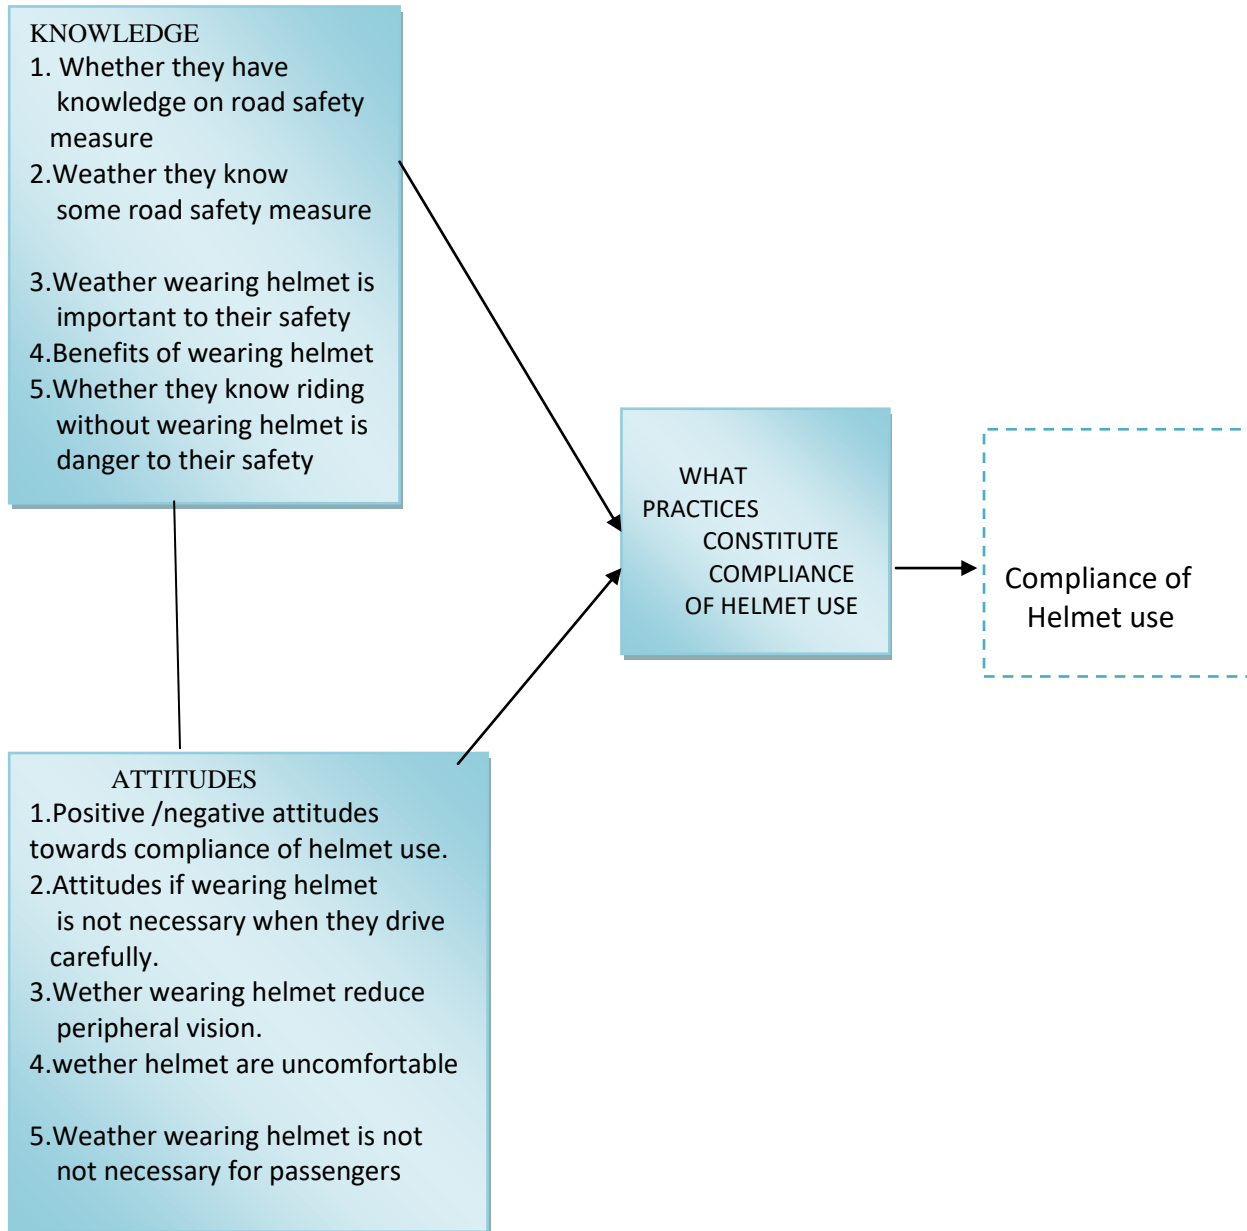 KNOWLEDGE
1. Whether they have
knowledge on road safety
measure
2.Weather they know
some road safety measure
3.Weather wearing helmet is
important to their safety
4.Benefits of wearing helmet
5.Whether they know riding
without wearing helmet is
danger to their safety
WHAT
PRACTICES
CONSTITUTE
COMPLIANCE
OF HELMET USE
Compliance of
Helmet use
ATTITUDES
1.Positive /negative attitudes
towards compliance of helmet use.
2.Attitudes if wearing helmet
is not necessary when they drive
carefully.
3.Wether wearing helmet reduce
peripheral vision.
4.wether helmet are uncomfortable
5.Weather wearing helmet is not
not necessary for passengers